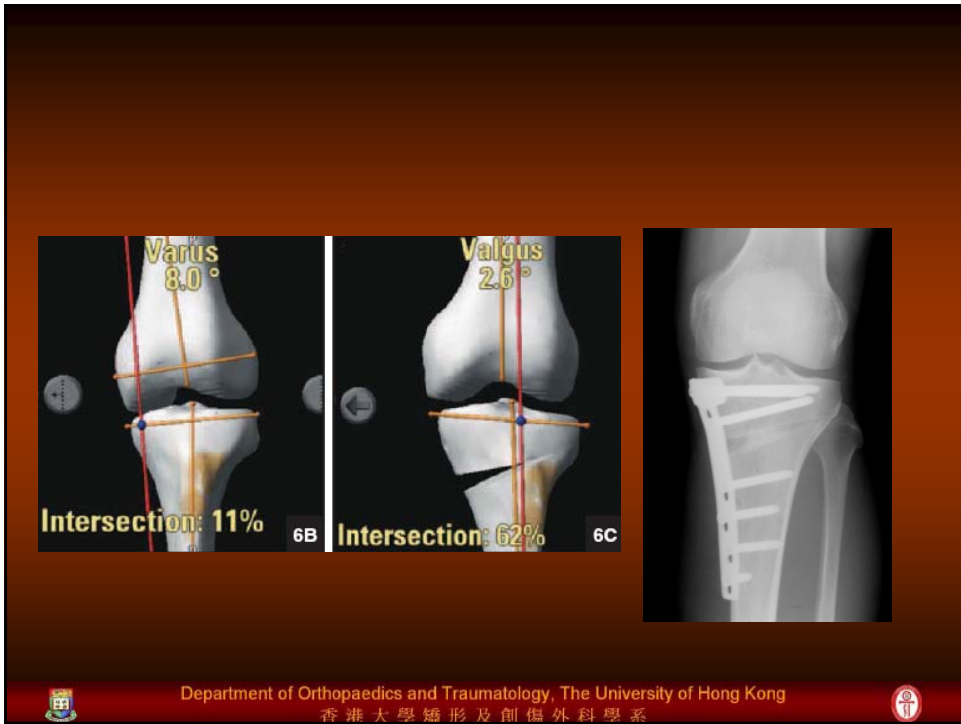 Varus
8.0 °
Intersection: 11%
6B
Valgus
2.6 °
Intersection: 62%
6C
Department of Orthopaedics and Traumatology, The University of Hong Kong
香港大學矯形及創傷外科學系